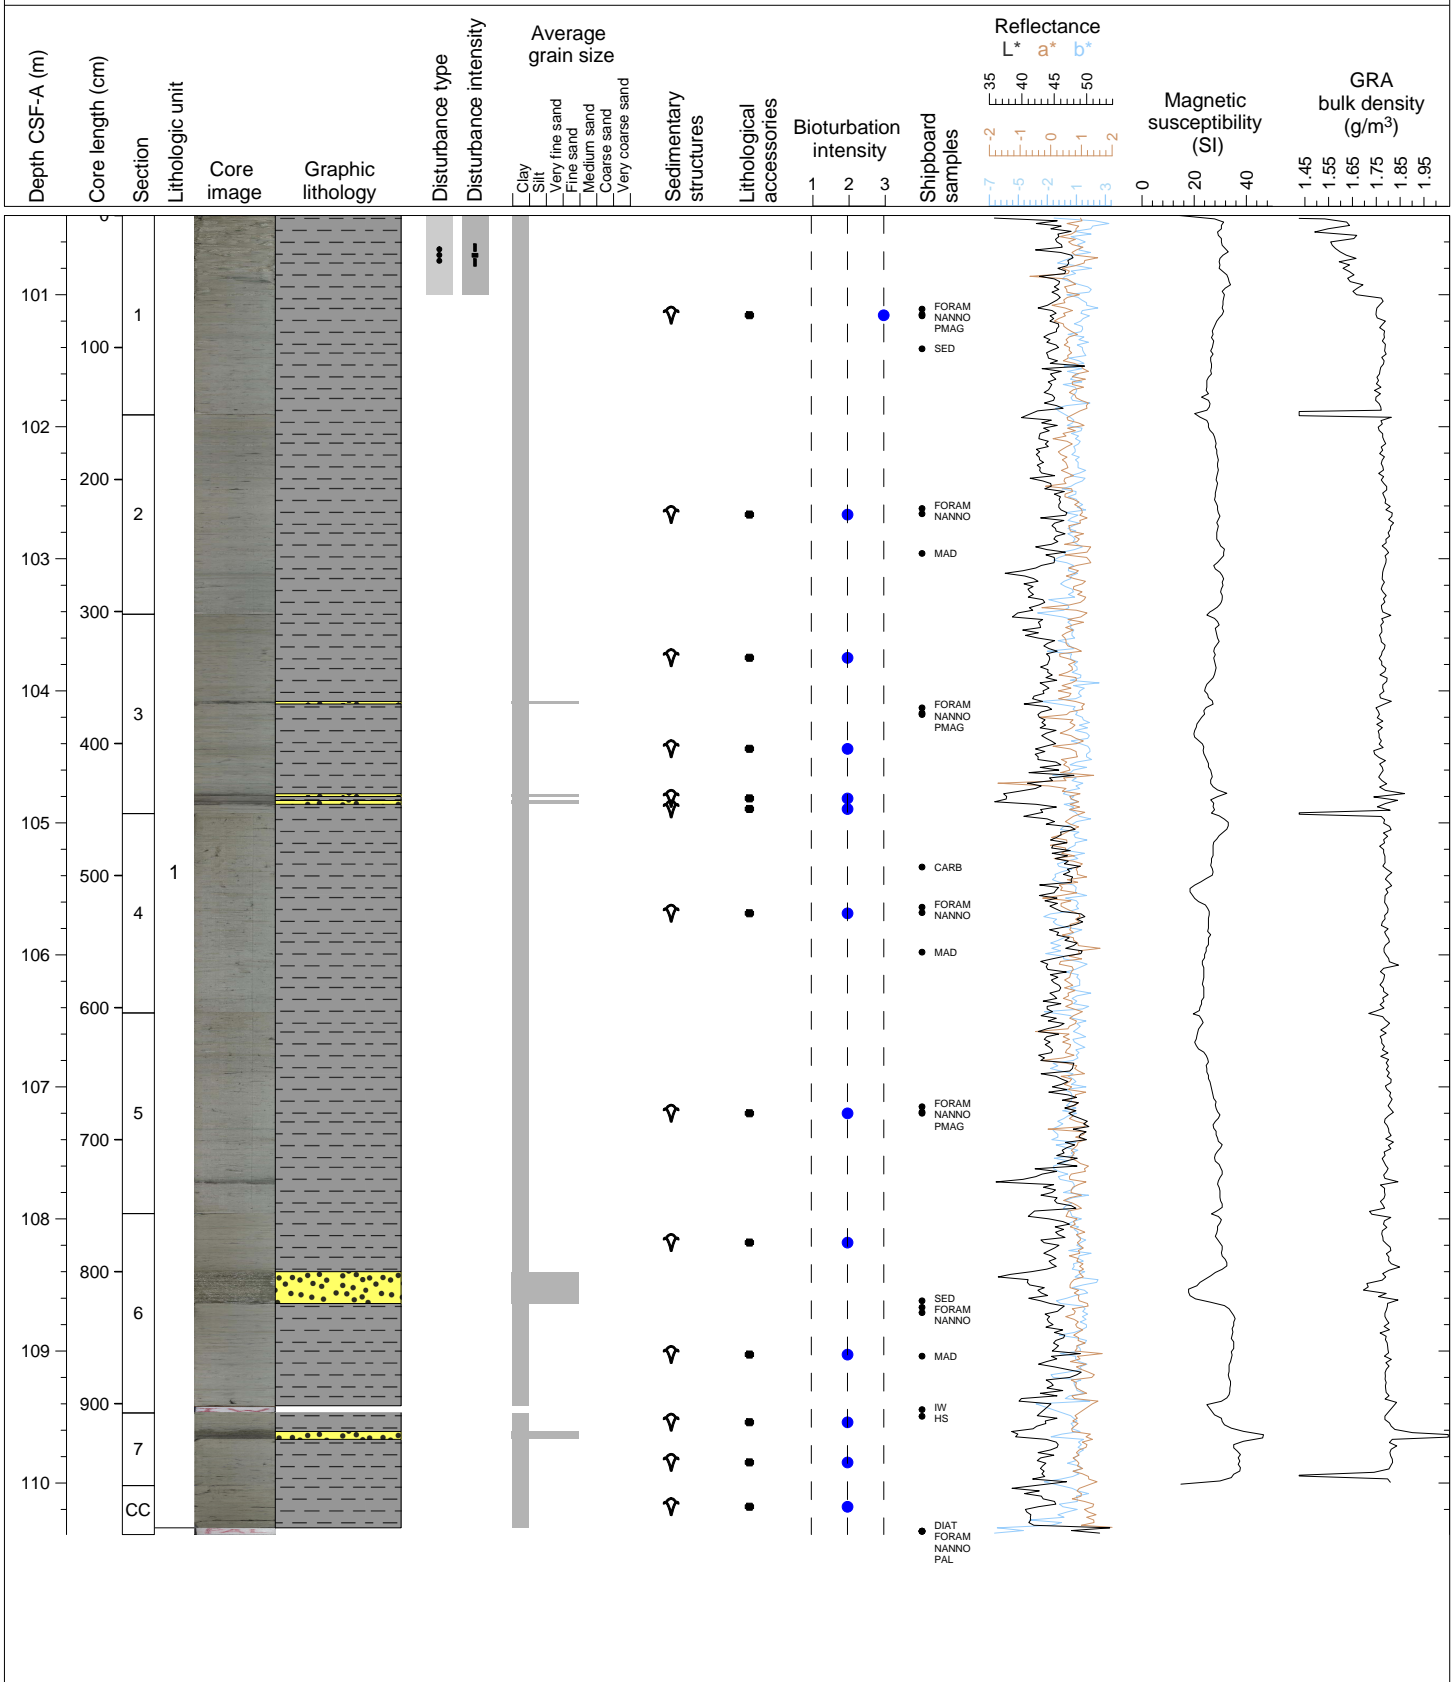 Depth CSF-A (m)
Core length (cm)
Section
Lithologic unit
Core
image
Graphic
lithology
Disturbance type
Disturbance intensity
Average
grain size
Clay
Silt
Very fine sand
Fine sand
Medium sand
Coarse sand
Very coarse sand
Sedimentary
structures
Lithological
accessories
Bioturbation
intensity
1 2 3
Shipboard
samples
Reflectance
L* a* b*
35 40 45 50
-2 -1 0 1 2
-7 -5 -2 1 3
Magnetic
susceptibility
(SI)
0 20 40
GRA
bulk density
(g/m³)
1.45 1.55 1.65 1.75 1.85 1.95
0
101
1
FORAM
NANNO
PMAG
100
SED
102
200
2
FORAM
NANNO
103
MAD
300
104
3
FORAM
NANNO
PMAG
400
105
1
500
CARB
4
FORAM
NANNO
106
MAD
600
107
5
FORAM
NANNO
PMAG
700
108
800
6
SED
FORAM
NANNO
109
MAD
900
IW
HS
7
110
CC
DIAT
FORAM
NANNO
PAL